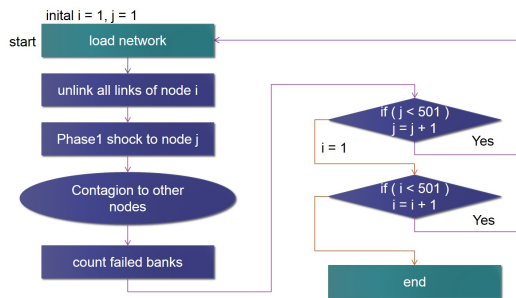 inital i = 1, j = 1
start
load network
unlink all links of node i
Phase1 shock to node j
Contagion to other
nodes
count failed banks
if ( j < 501 )
j = j + 1
Yes
i = 1
if ( i < 501 )
i = i + 1
Yes
end